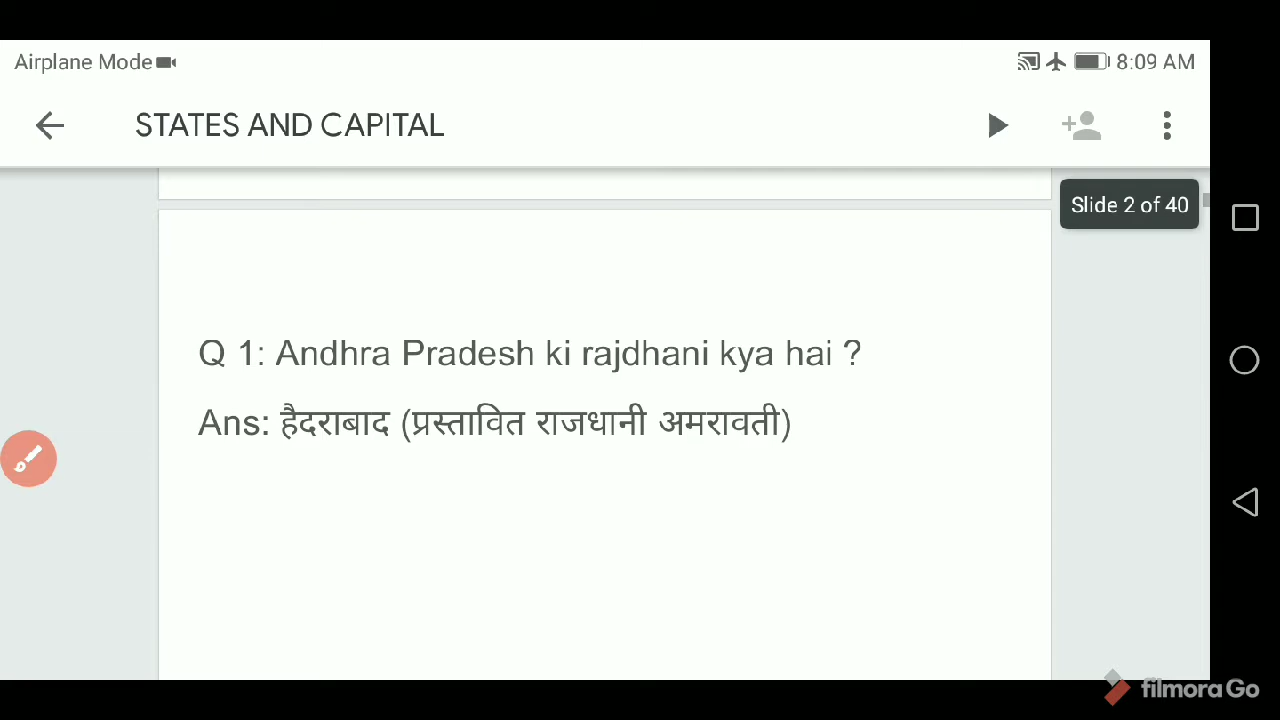 Airplane Mode
8:09 AM
STATES AND CAPITAL
Slide 2 of 40
Q 1: Andhra Pradesh ki rajdhani kya hai ?
Ans: हैदराबाद (प्रस्तावित राजधानी अमरावती)
filmora Go